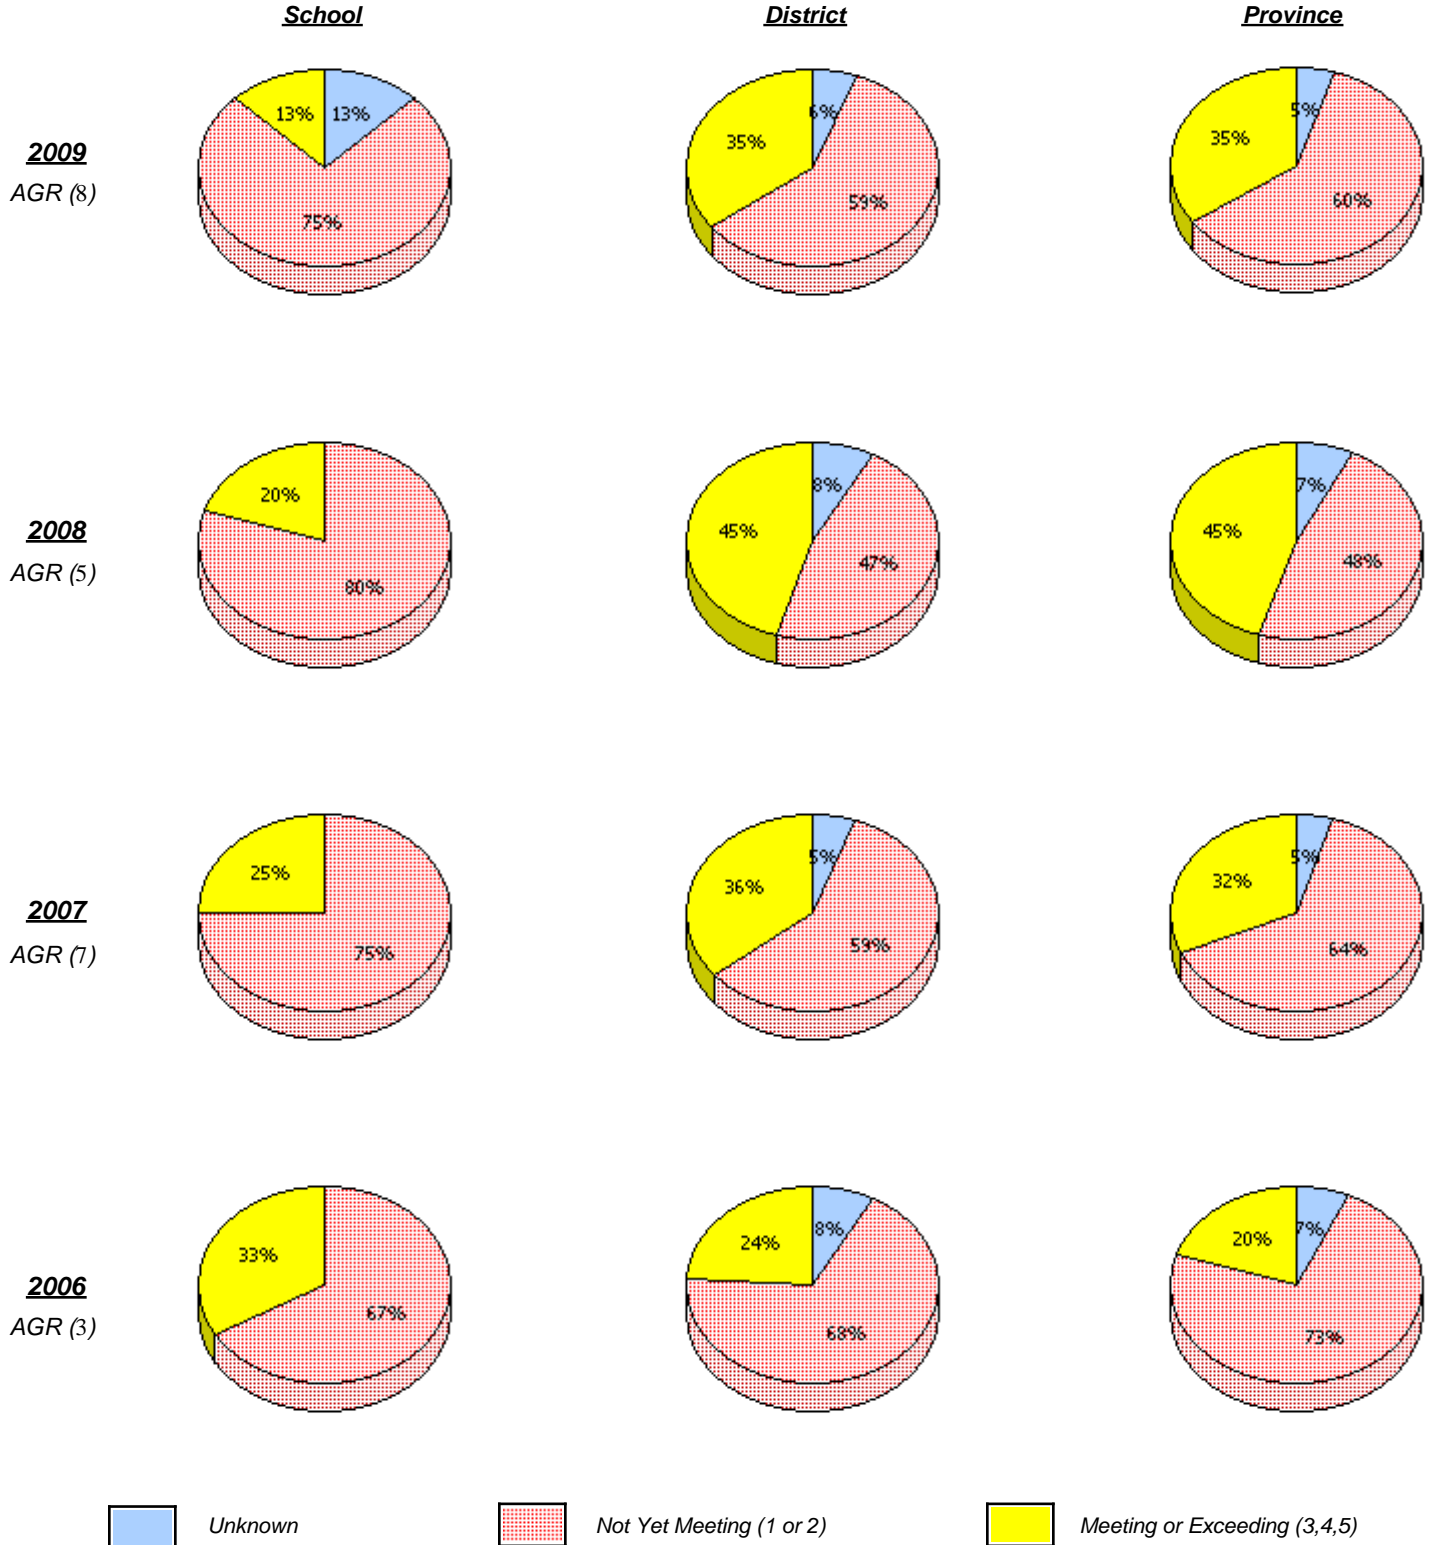 School District Province
13% 13% 75%
6% 35% 59%
5% 35% 60%
2009
AGR (8)
20% 80%
8% 45% 47%
7% 45% 48%
2008
AGR (5)
25% 75%
5% 36% 59%
5% 32% 64%
2007
AGR (7)
33% 67%
8% 24% 68%
7% 20% 73%
2006
AGR (3)
Unknown Not Yet Meeting (1 or 2) Meeting or Exceeding (3,4,5)